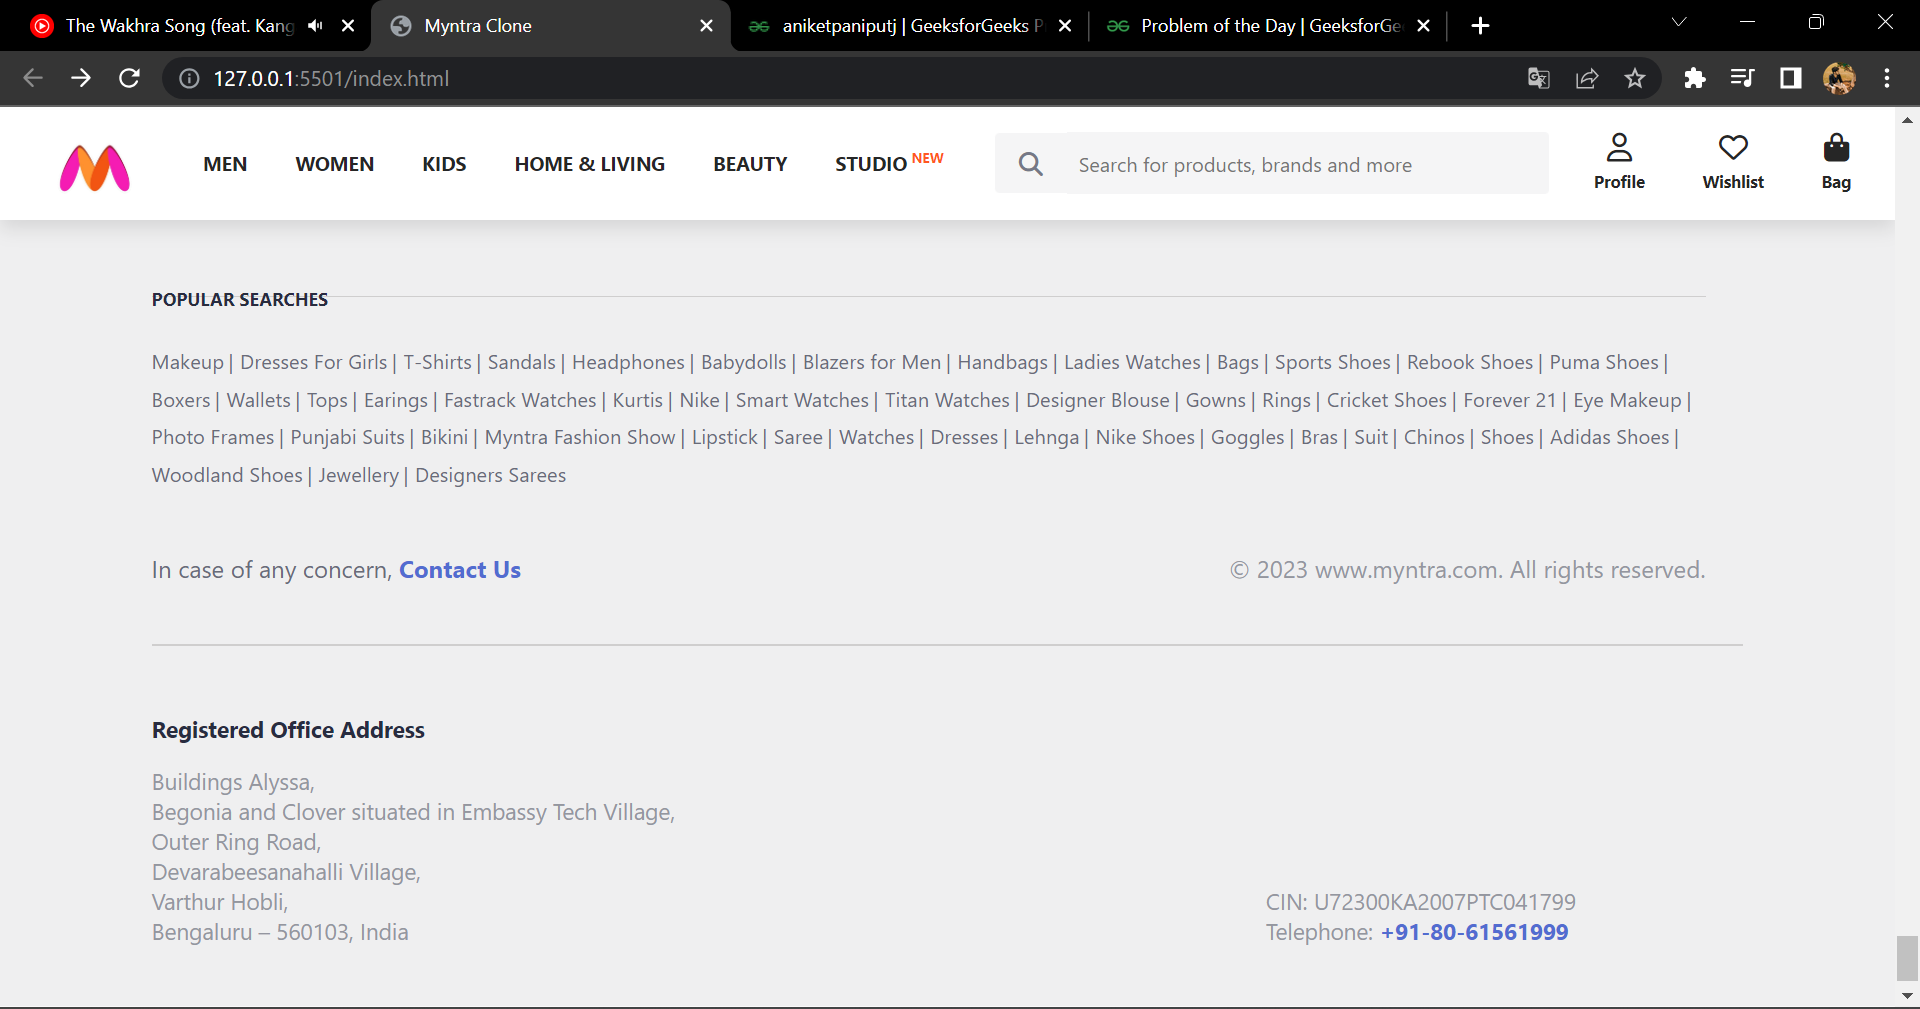 The Wakhra Song (feat. Kang
Myntra Clone
aniketpaniputj | GeeksforGeeks P
Problem of the Day | GeeksforGe
127.0.0.1:5501/index.html
MEN WOMEN KIDS HOME & LIVING BEAUTY STUDIO NEW
Search for products, brands and more
Profile
Wishlist
Bag
POPULAR SEARCHES
Makeup | Dresses For Girls | T-Shirts | Sandals | Headphones | Babydolls | Blazers for Men | Handbags | Ladies Watches | Bags | Sports Shoes | Rebook Shoes | Puma Shoes |
Boxers | Wallets | Tops | Earings | Fastrack Watches | Kurtis | Nike | Smart Watches | Titan Watches | Designer Blouse | Gowns | Rings | Cricket Shoes | Forever 21 | Eye Makeup |
Photo Frames | Punjabi Suits | Bikini | Myntra Fashion Show | Lipstick | Saree | Watches | Dresses | Lehnga | Nike Shoes | Goggles | Bras | Suit | Chinos | Shoes | Adidas Shoes |
Woodland Shoes | Jewellery | Designers Sarees
In case of any concern, Contact Us
© 2023 www.myntra.com. All rights reserved.
Registered Office Address
Buildings Alyssa,
Begonia and Clover situated in Embassy Tech Village,
Outer Ring Road,
Devarabeesanahalli Village,
Varthur Hobli,
Bengaluru – 560103, India
CIN: U72300KA2007PTC041799
Telephone: +91-80-61561999